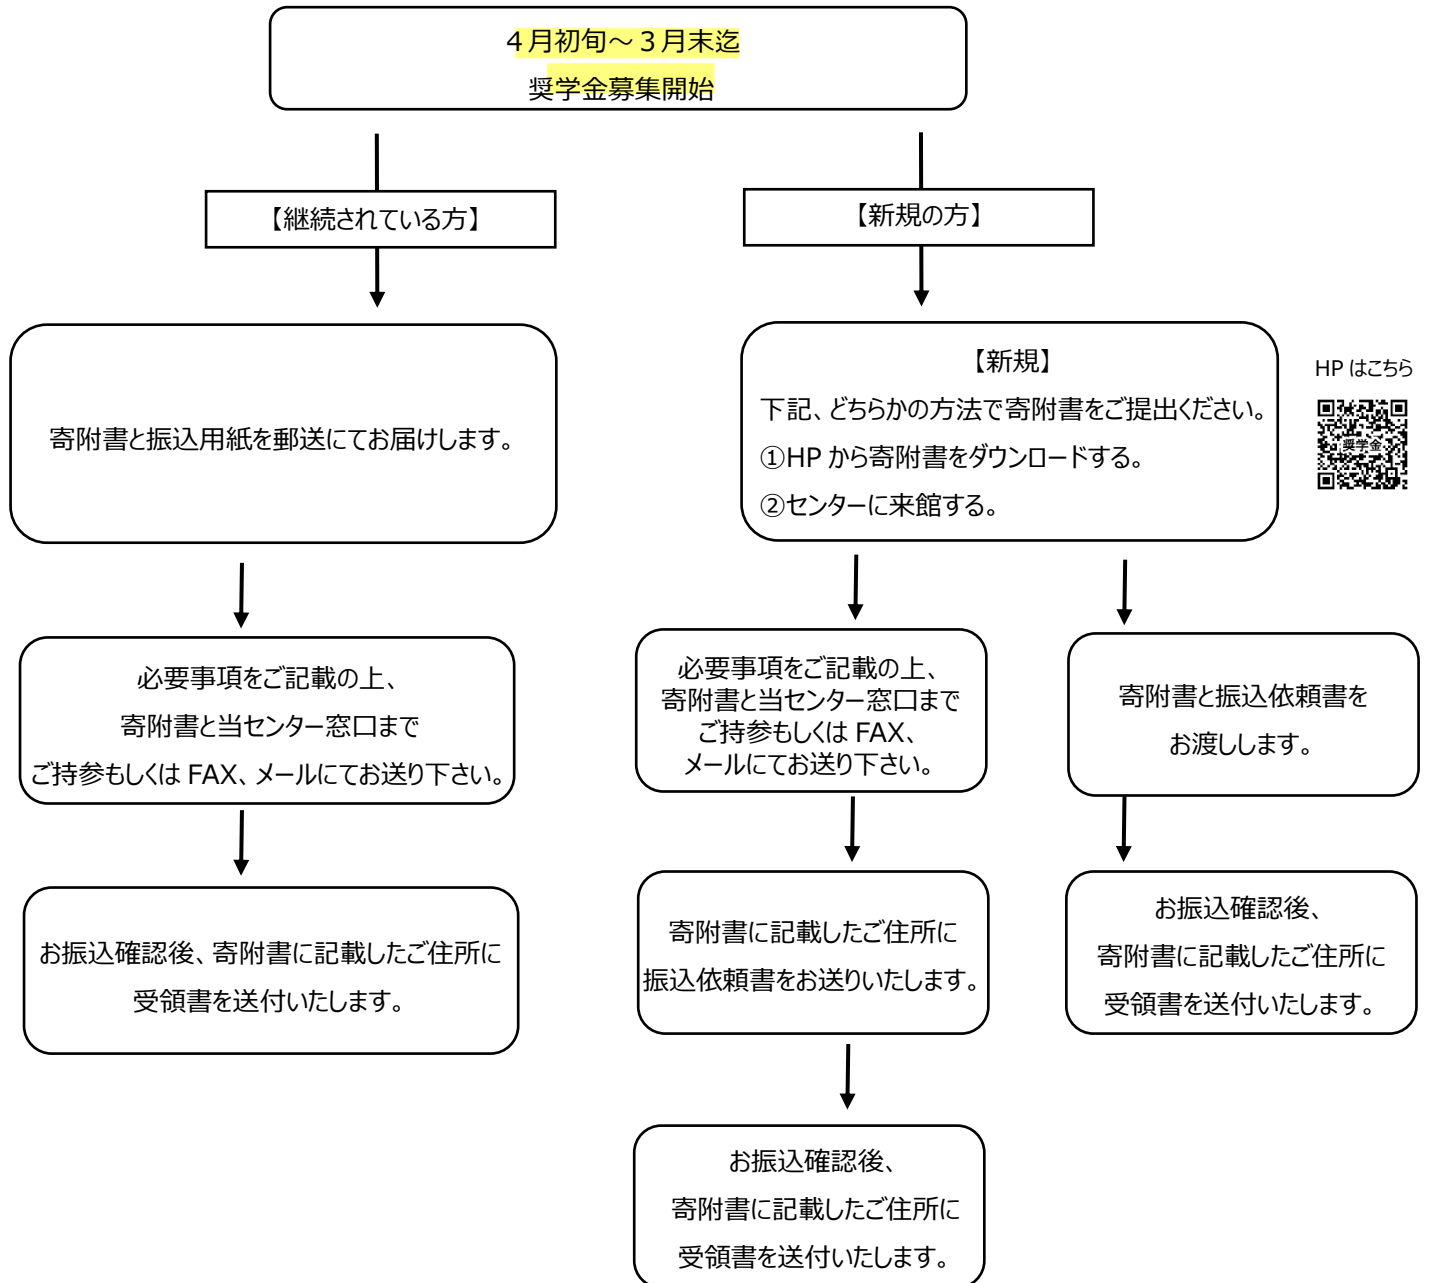 ４月初旬～３月末迄
奨学金募集開始
【継続されている方】
【新規の方】
寄附書と振込用紙を郵送にてお届けします。
【新規】
下記、どちらかの方法で寄附書をご提出ください。
①HP から寄附書をダウンロードする。
②センターに来館する。
HP はこちら
奨学金
必要事項をご記載の上、
寄附書と当センター窓口まで
ご持参もしくは FAX、メールにてお送り下さい。
必要事項をご記載の上、
寄附書と当センター窓口まで
ご持参もしくは FAX、
メールにてお送り下さい。
寄附書と振込依頼書を
お渡しします。
お振込確認後、寄附書に記載したご住所に
受領書を送付いたします。
寄附書に記載したご住所に
振込依頼書をお送りいたします。
お振込確認後、
寄附書に記載したご住所に
受領書を送付いたします。
お振込確認後、
寄附書に記載したご住所に
受領書を送付いたします。